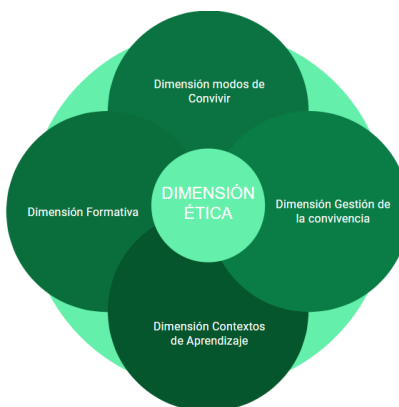 Dimensión modos de
Convivir
DIMENSIÓN
ÉTICA
Dimensión Formativa
Dimensión Gestión de
la convivencia
Dimensión Contextos
de Aprendizaje